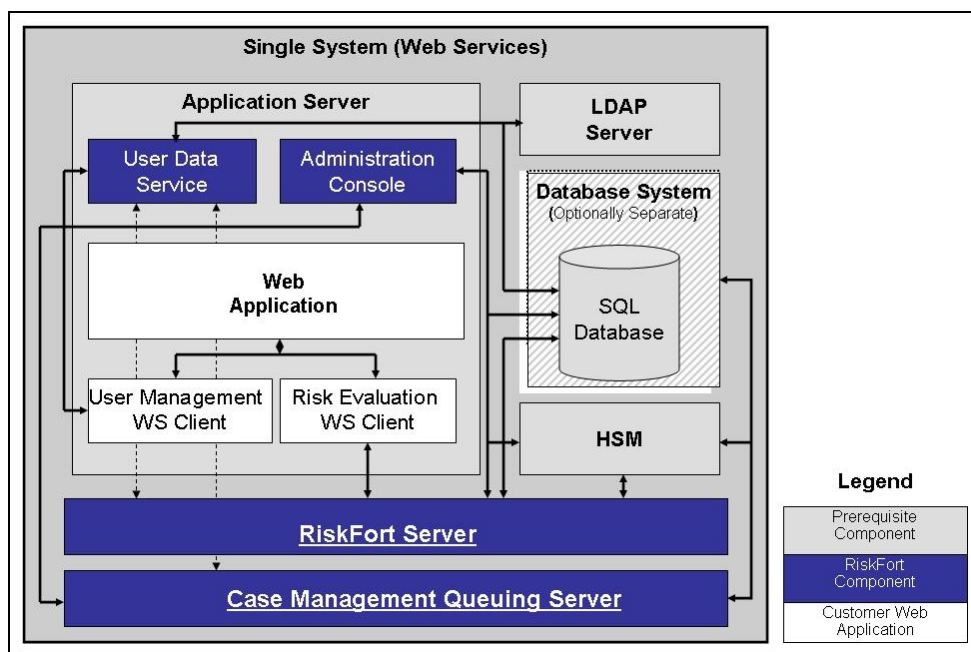 Single System (Web Services)
Application Server
User Data
Service
Administration
Console
LDAP
Server
Database System
(Optionally Separate)
SQL
Database
Web
Application
User Management
WS Client
Risk Evaluation
WS Client
HSM
RiskFort Server
Case Management Queuing Server
Legend
Prerequisite
Component
RiskFort
Component
Customer Web
Application